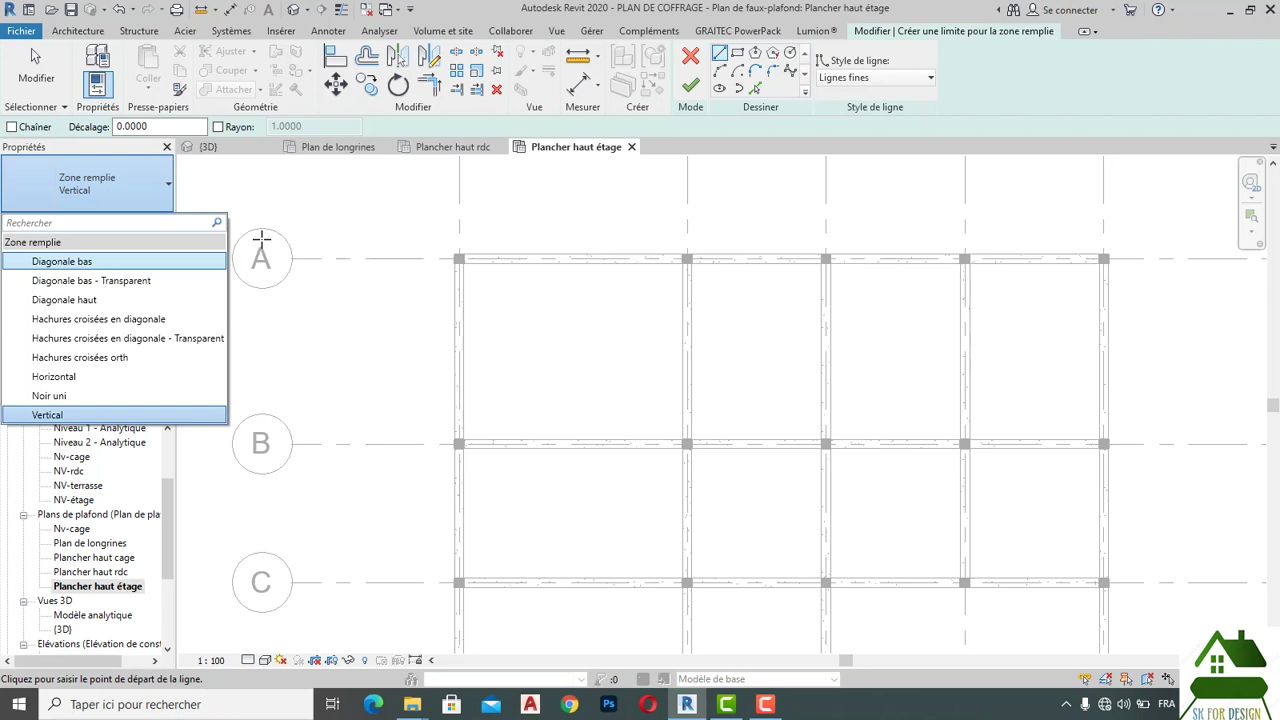 Autodesk Revit 2020 - PLAN DE COFFRAGE - Plan de faux-plafond: Plancher haut étage
Se connecter
Fichier Architecture Structure Acier Systèmes Insérer Annoter Analyser Volume et site Collaborer Vue Gérer Compléments GRAITEC PowerPack Lumion® Modifier | Créer une limite pour la zone remplie
Modifier Coller Ajuster Couper Attacher Style de ligne:
Lignes fines
Sélectionner Propriétés Presse-papiers Géométrie Modifier Vue Mesurer Créer Mode Dessiner Style de ligne
Chaîner Décalage: 0.0000 Rayon: 1.0000
Propriétés {3D} Plan de longrines Plancher haut rdc Plancher haut étage
Zone remplie
Vertical
Rechercher
Zone remplie
Diagonale bas
Diagonale bas - Transparent
Diagonale haut
Hachures croisées en diagonale
Hachures croisées en diagonale - Transparent
Hachures croisées orth
Horizontal
Noir uni
Vertical
Niveau 1 - Analytique
Niveau 2 - Analytique
Nv-cage
NV-rdc
NV-terrasse
NV-étage
Plans de plafond (Plan de pla
Nv-cage
Plan de longrines
Plancher haut cage
Plancher haut rdc
Plancher haut étage
Vues 3D
Modèle analytique
{3D}
Elévations (Elévation de const
A
B
C
1 : 100
Cliquez pour saisir le point de départ de la ligne.
:0
Modèle de base
Taper ici pour rechercher
FRA
SK FOR DESIGN
2D